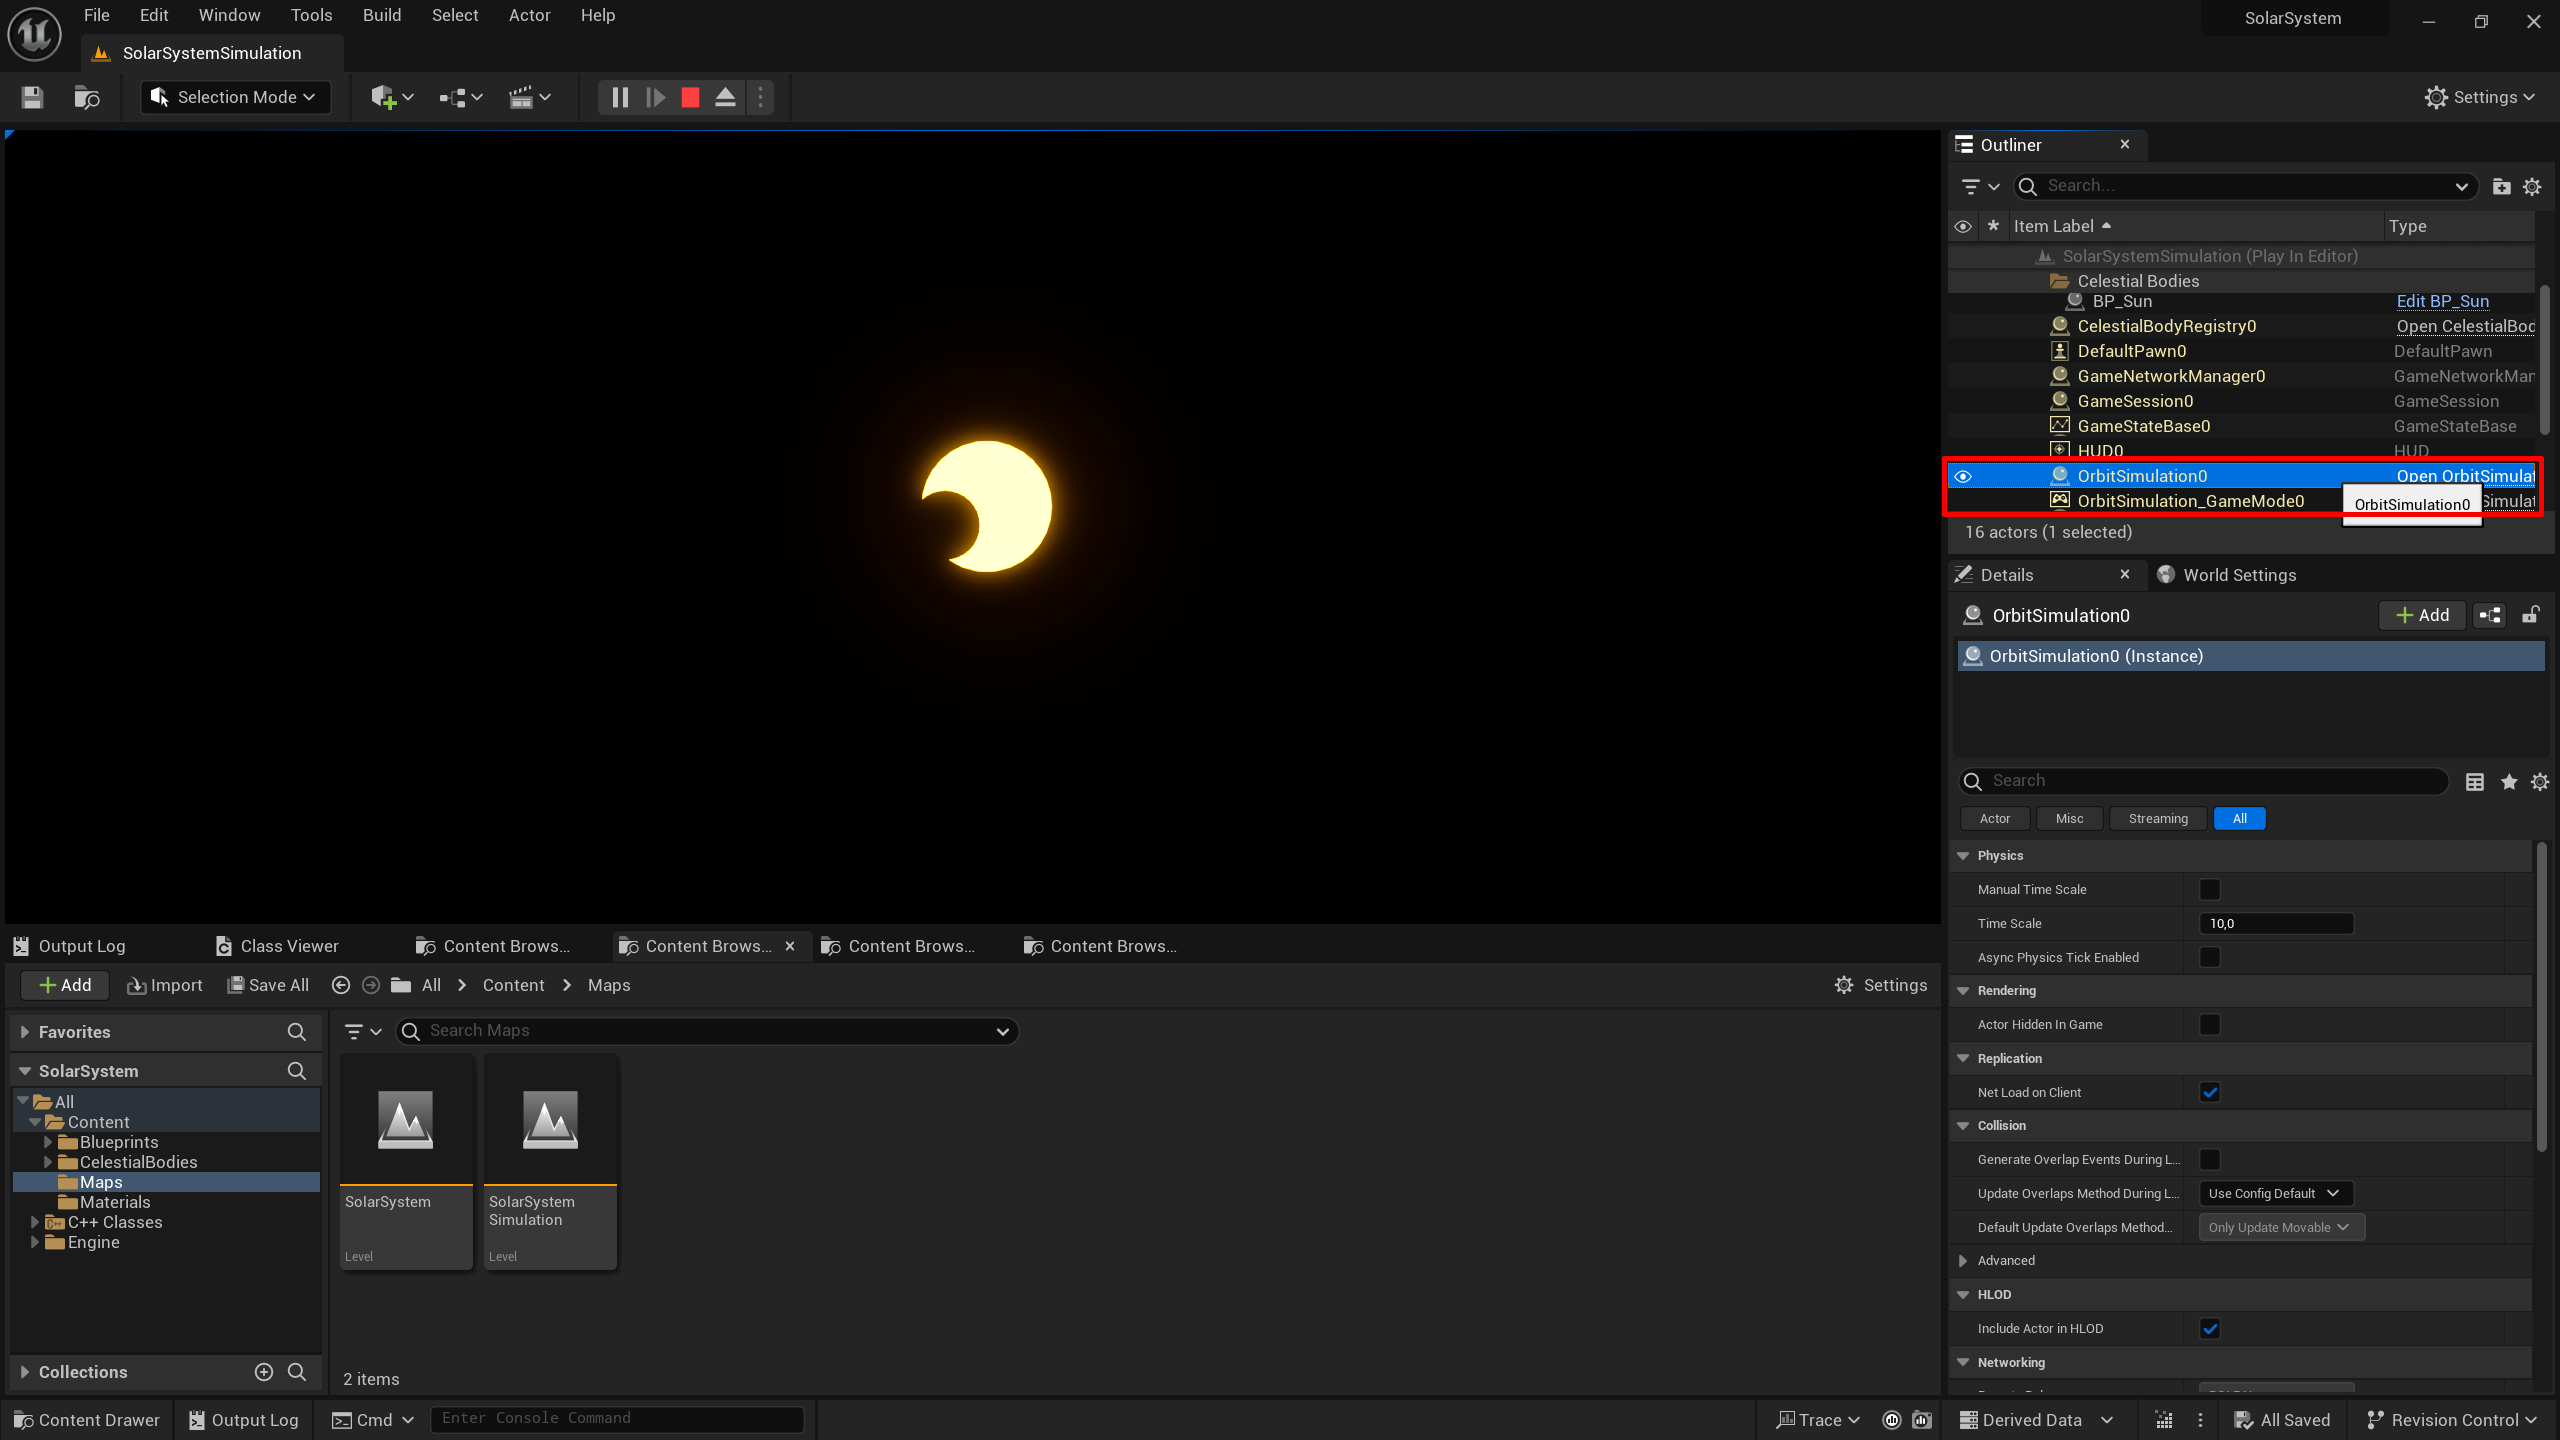 File Edit Window Tools Build Select Actor Help
SolarSystem
SolarSystemSimulation
Selection Mode
Settings
Outliner
Search...
Item Label Type
SolarSystemSimulation (Play In Editor)
Celestial Bodies
BP_Sun Edit BP_Sun
CelestialBodyRegistry0 Open CelestialBod
DefaultPawn0 DefaultPawn
GameNetworkManager0 GameNetworkMan
GameSession0 GameSession
GameStateBase0 GameStateBase
HUD0 HUD
OrbitSimulation0 Open OrbitSimulat
OrbitSimulation_GameMode0 OrbitSimulation0 Simulat
16 actors (1 selected)
Details World Settings
OrbitSimulation0 Add
OrbitSimulation0 (Instance)
Search
Actor Misc Streaming All
Physics
Manual Time Scale
Time Scale 10,0
Async Physics Tick Enabled
Rendering
Actor Hidden In Game
Replication
Net Load on Client
Collision
Generate Overlap Events During L...
Update Overlaps Method During L... Use Config Default
Default Update Overlaps Method... Only Update Movable
Advanced
HLOD
Include Actor in HLOD
Networking
Output Log Class Viewer Content Brows... Content Brows... Content Brows... Content Brows...
Add Import Save All All Content Maps Settings
Favorites
Search Maps
SolarSystem
All
Content
Blueprints
CelestialBodies
Maps
Materials
C++ Classes
Engine
Collections
SolarSystem
Level
SolarSystem
Simulation
Level
2 items
Content Drawer Output Log Cmd Enter Console Command Trace Derived Data All Saved Revision Control